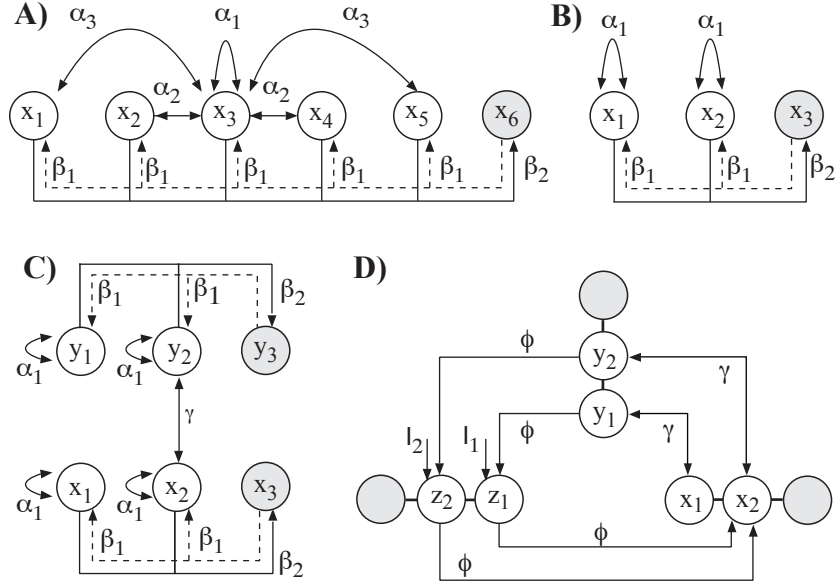 A) B)
α3 α1 α3 α1 α1
α2 α2
x1 x2 x3 x4 x5 x6 x1 x2 x3
β1 β1 β1 β1 β1 β2 β1 β1 β2
C) D)
β1 β1 β2
y1 y2 y3
α1 α1
γ
x1 x2 x3
α1 α1
β1 β1 β2
y2
ϕ γ
y1
ϕ γ
I2 I1
z2 z1 x1 x2
ϕ
ϕ